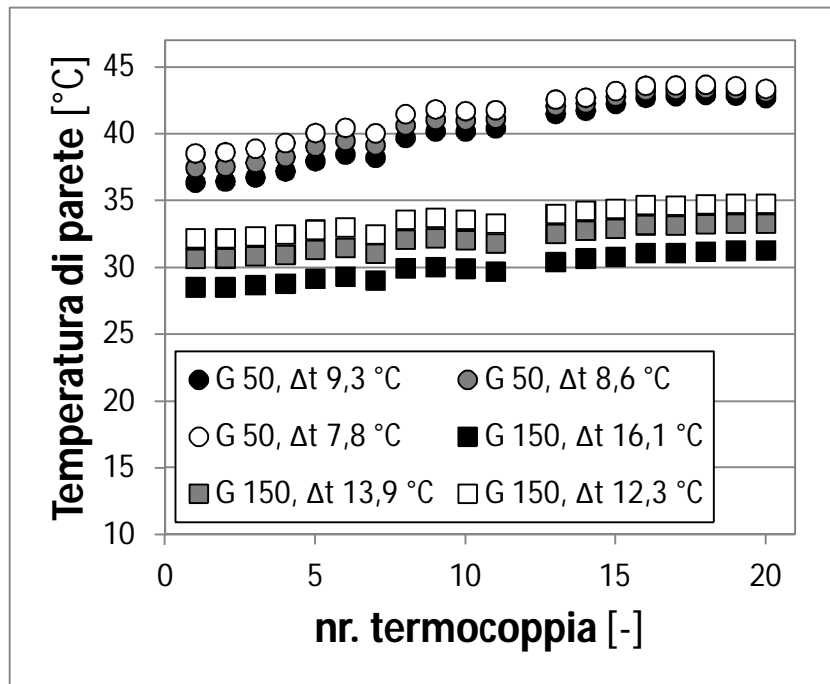 Temperatura di parete [°C]
45
40
35
30
25
20
15
10
G 50, Δt 9,3 °C
G 50, Δt 8,6 °C
G 50, Δt 7,8 °C
G 150, Δt 16,1 °C
G 150, Δt 13,9 °C
G 150, Δt 12,3 °C
0 5 10 15 20
nr. termocoppia [-]